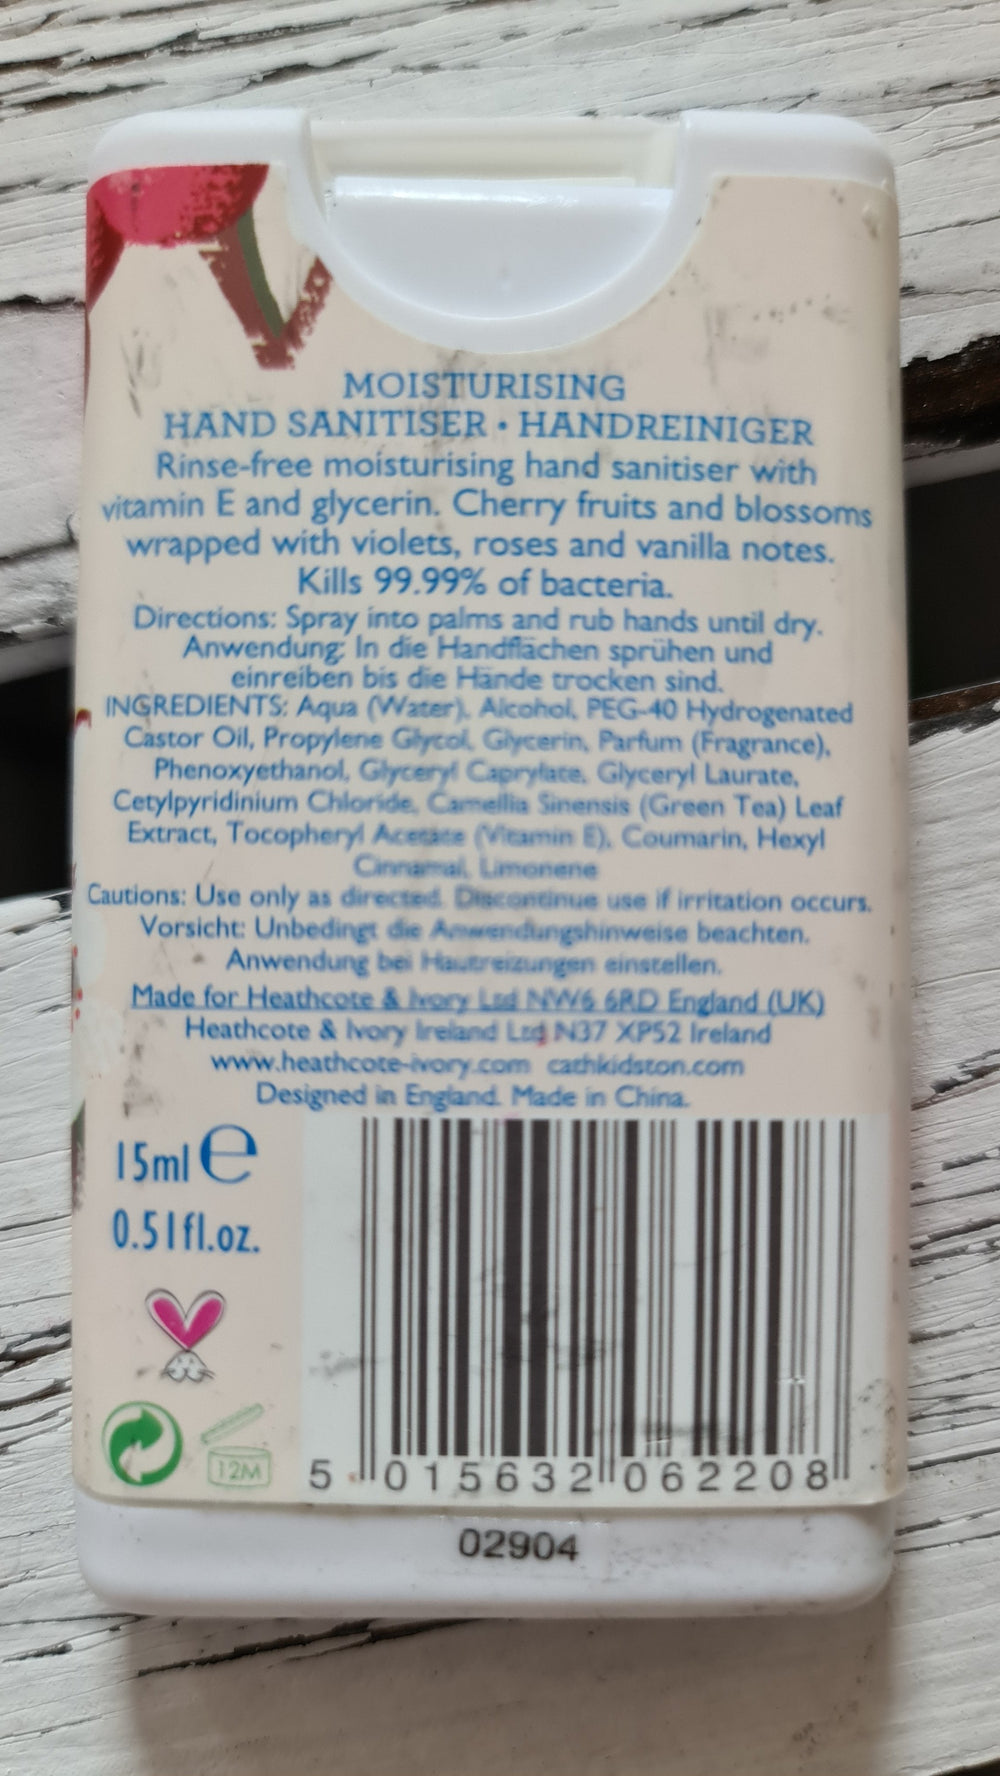 MOISTURISING
HAND SANITISER • HANDREINIGER
Rinse-free moisturising hand sanitiser with
vitamin E and glycerin. Cherry fruits and blossoms
wrapped with violets, roses and vanilla notes.
Kills 99.99% of bacteria.
Directions: Spray into palms and rub hands until dry.
Anwendung: In die Handflächen sprühen und
einreiben bis die Hände trocken sind.
INGREDIENTS: Aqua (Water), Alcohol, PEG-40 Hydrogenated
Castor Oil, Propylene Glycol, Glycerin, Parfum (Fragrance),
Phenoxyethanol, Glyceryl Caprylate, Glyceryl Laurate,
Cetylpyridinium Chloride, Camellia Sinensis (Green Tea) Leaf
Extract, Tocopheryl Acetate (Vitamin E), Coumarin, Hexyl
Cinnamal, Limonene
Cautions: Use only as directed. Discontinue use if irritation occurs.
Vorsicht: Unbedingt die Anwendungshinweise beachten.
Anwendung bei Hautreizungen einstellen.
Made for Heathcote & Ivory Ltd NW6 6RD England (UK)
Heathcote & Ivory Ireland Ltd N37 XP52 Ireland
www.heathcote-ivory.com cathkidston.com
Designed in England. Made in China.
15ml e
0.51fl.oz.
12M
5 015632 062208
02904